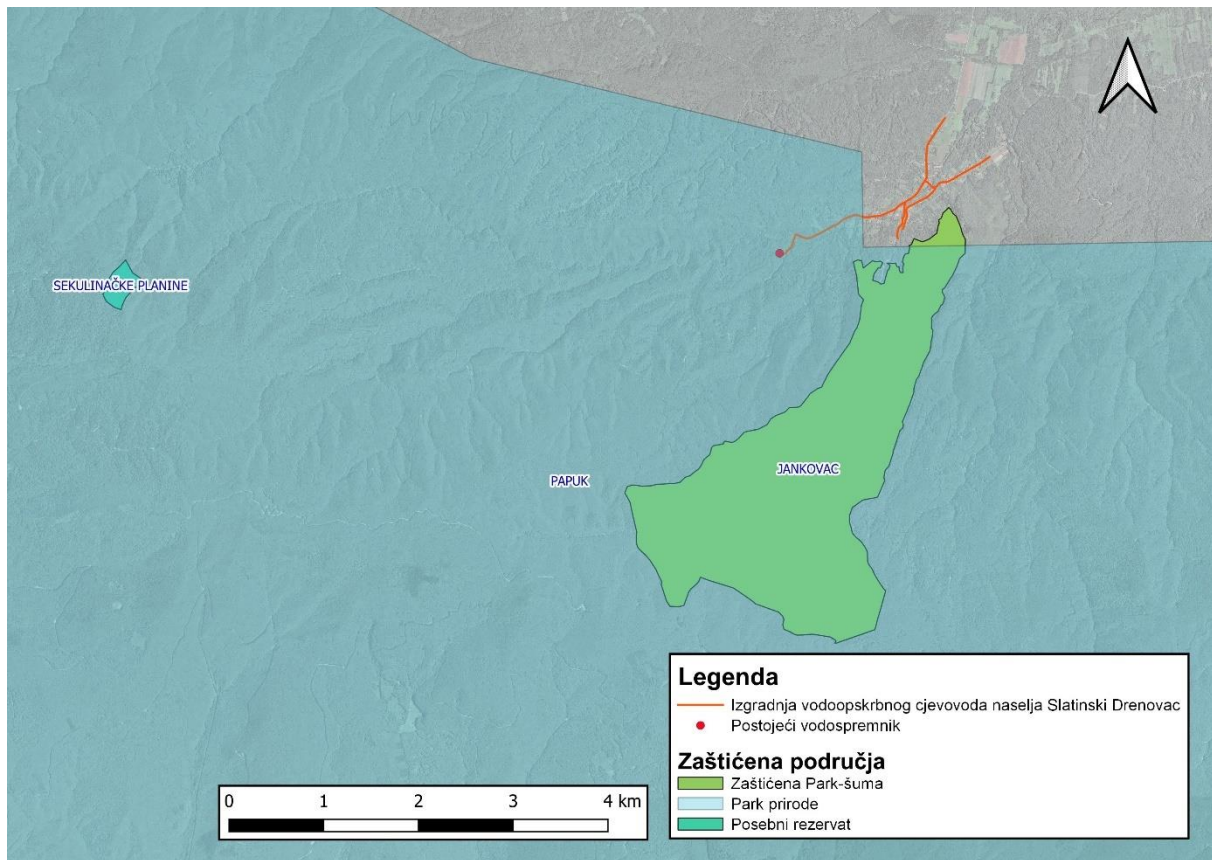 SEKULINAČKE PLANINE
PAPUK
JANKOVAC
Legenda
Izgradnja vodoopskrbnog cjevovoda naselja Slatinski Drenovac
Postojeći vodospremnik
Zaštićena područja
Zaštićena Park-šuma
Park prirode
Posebni rezervat
0 1 2 3 4 km